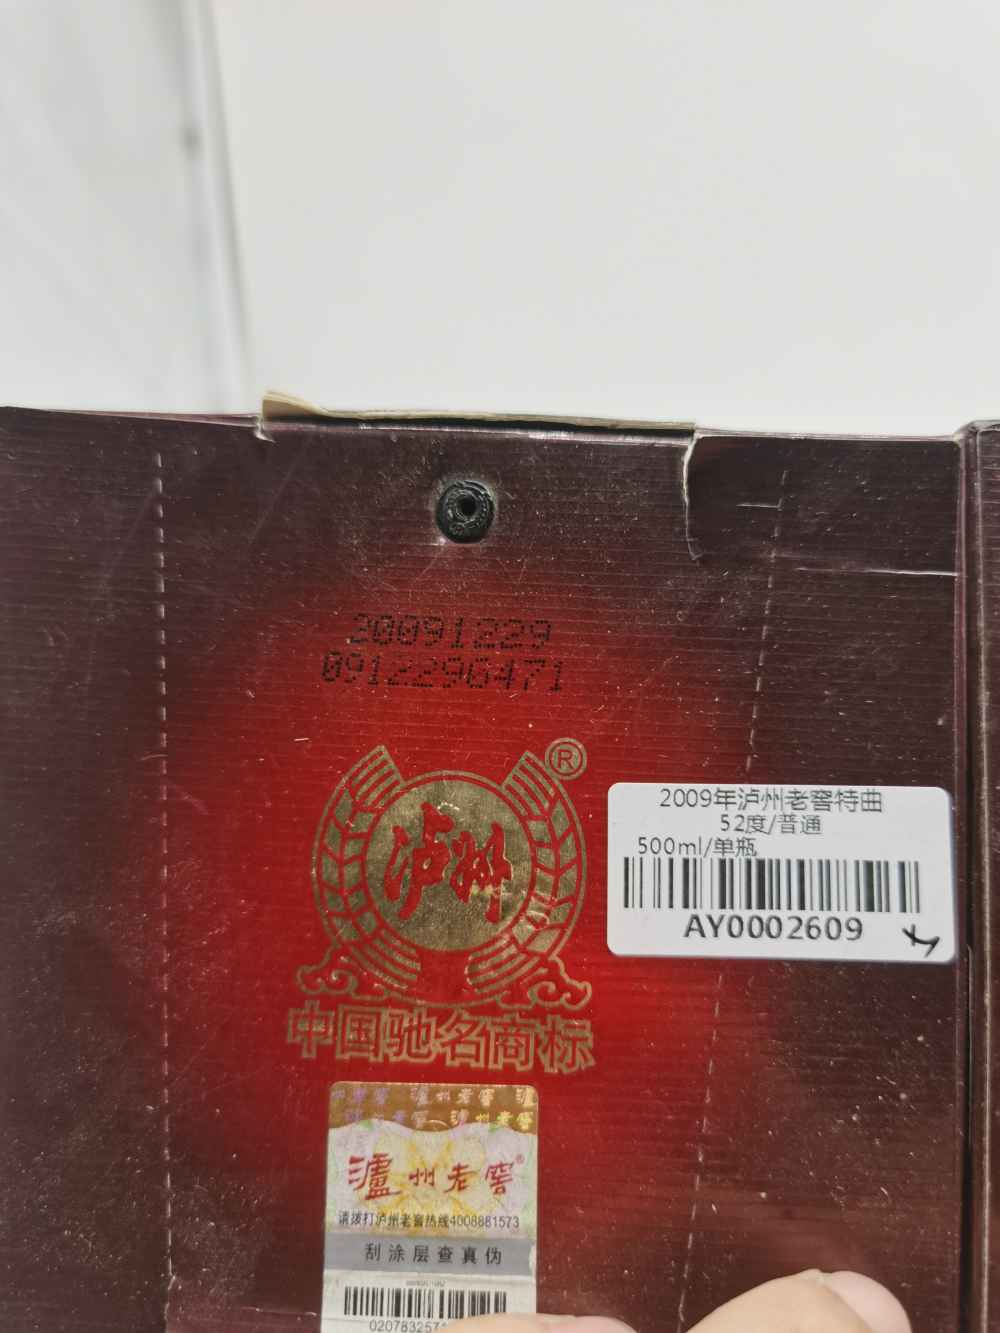 20091229
0912296471
®
泸州
中国驰名商标
2009年泸州老窖特曲
52度/普通
500ml/单瓶
AY0002609
泸州老窖
瀘州老窖®
请拨打泸州老窖热线4008881573
刮涂层查真伪